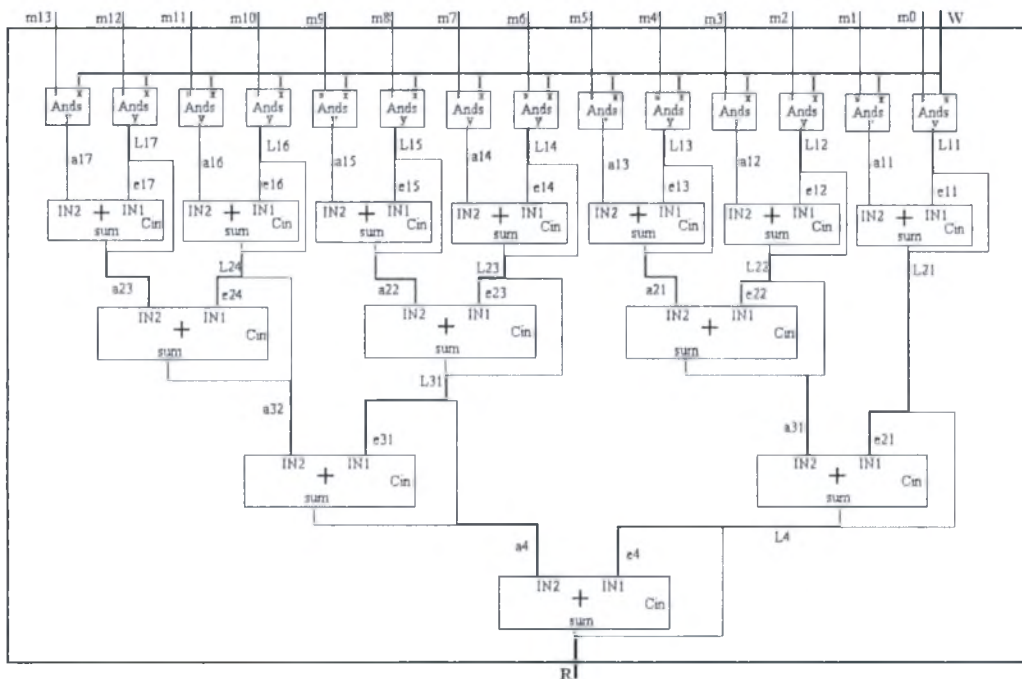 m13 m12 m11 m10 m9 m8 m7 m6 m5 m4 m3 m2 m1 m0 W
x x x x x x x x x x x x
Ands Ands Ands Ands Ands Ands Ands Ands Ands Ands Ands Ands Ands Ands
y y y y y y y
L17 L16 L15 L14 L13 L12 L11
a17 a16 a15 a14 a13 a12 a11
e17 e16 e15 e14 e13 e12 e11
IN2 + IN1 IN2 + IN1 IN2 + IN1 IN2 + IN1 IN2 + IN1 IN2 + IN1 IN2 + IN1
Cin Cin Cin Cin Cin Cin Cin
sum sum sum sum sum sum sum
L24 L23 L22 L21
a23 e24 a22 e23 a21 e22
IN2 + IN1 IN2 + IN1 IN2 + IN1
Cin Cin Cin
sum sum sum
L31
a32 e31 a31 e21
IN2 + IN1 IN2 + IN1
Cin Cin
sum sum
L4
a4 e4
IN2 + IN1
Cin
sum
R